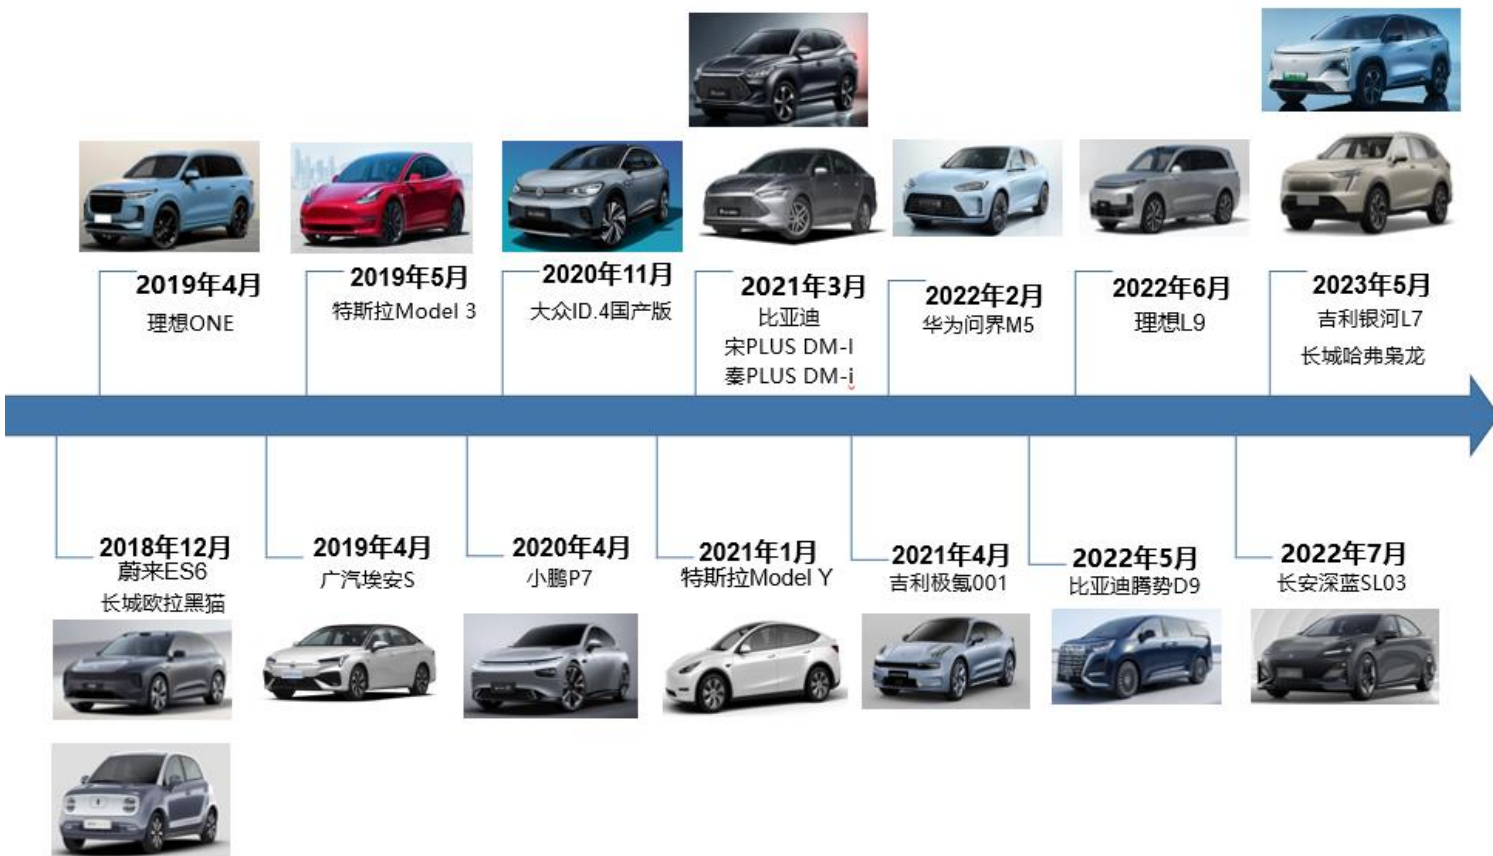 2019年4月
理想ONE
2019年5月
特斯拉Model 3
2020年11月
大众ID.4国产版
2021年3月
比亚迪
宋PLUS DM-I
秦PLUS DM-i
2022年2月
华为问界M5
2022年6月
理想L9
2023年5月
吉利银河L7
长城哈弗枭龙
2018年12月
蔚来ES6
长城欧拉黑猫
2019年4月
广汽埃安S
2020年4月
小鹏P7
2021年1月
特斯拉Model Y
2021年4月
吉利极氪001
2022年5月
比亚迪腾势D9
2022年7月
长安深蓝SL03